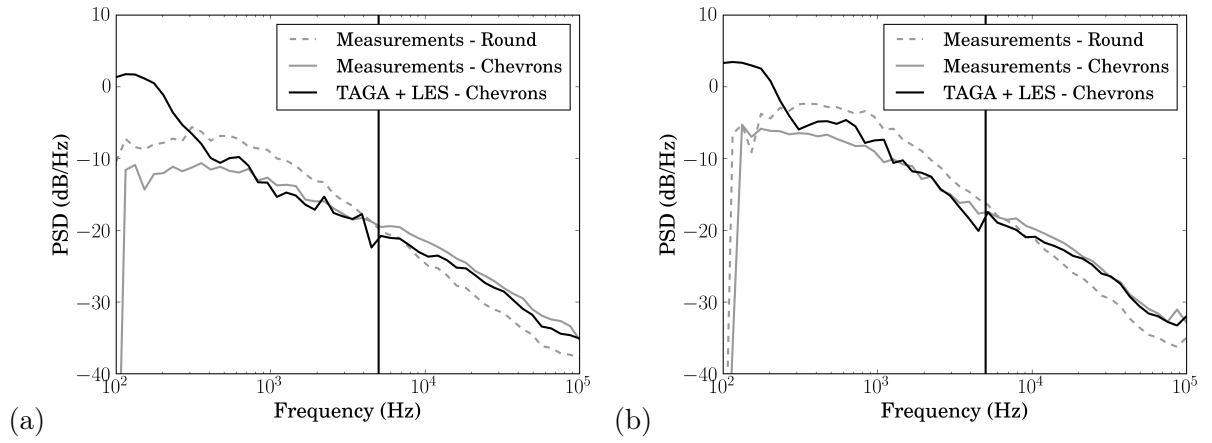 10
0
−10
−20
−30
−40
10²
10³
10⁴
10⁵
PSD (dB/Hz)
Frequency (Hz)
Measurements - Round
Measurements - Chevrons
TAGA + LES - Chevrons
(a)
10
0
−10
−20
−30
−40
10²
10³
10⁴
10⁵
PSD (dB/Hz)
Frequency (Hz)
Measurements - Round
Measurements - Chevrons
TAGA + LES - Chevrons
(b)